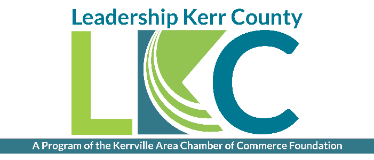 Leadership Kerr County
LKC
A Program of the Kerrville Area Chamber of Commerce Foundation